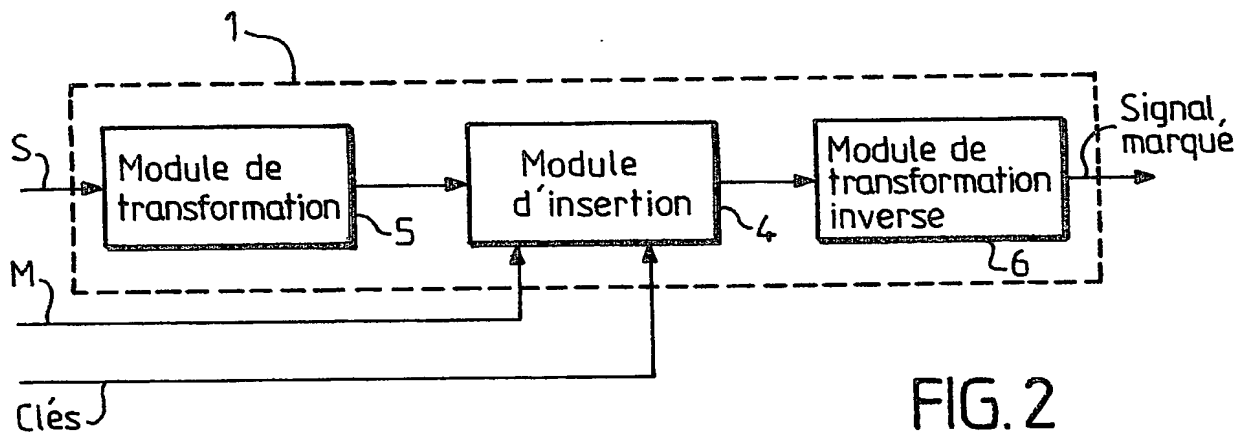 1
S
Module de
transformation
5
Module
d'insertion
4
Module de
transformation
inverse
6
Signal
marqué
M
Clés
FIG. 2